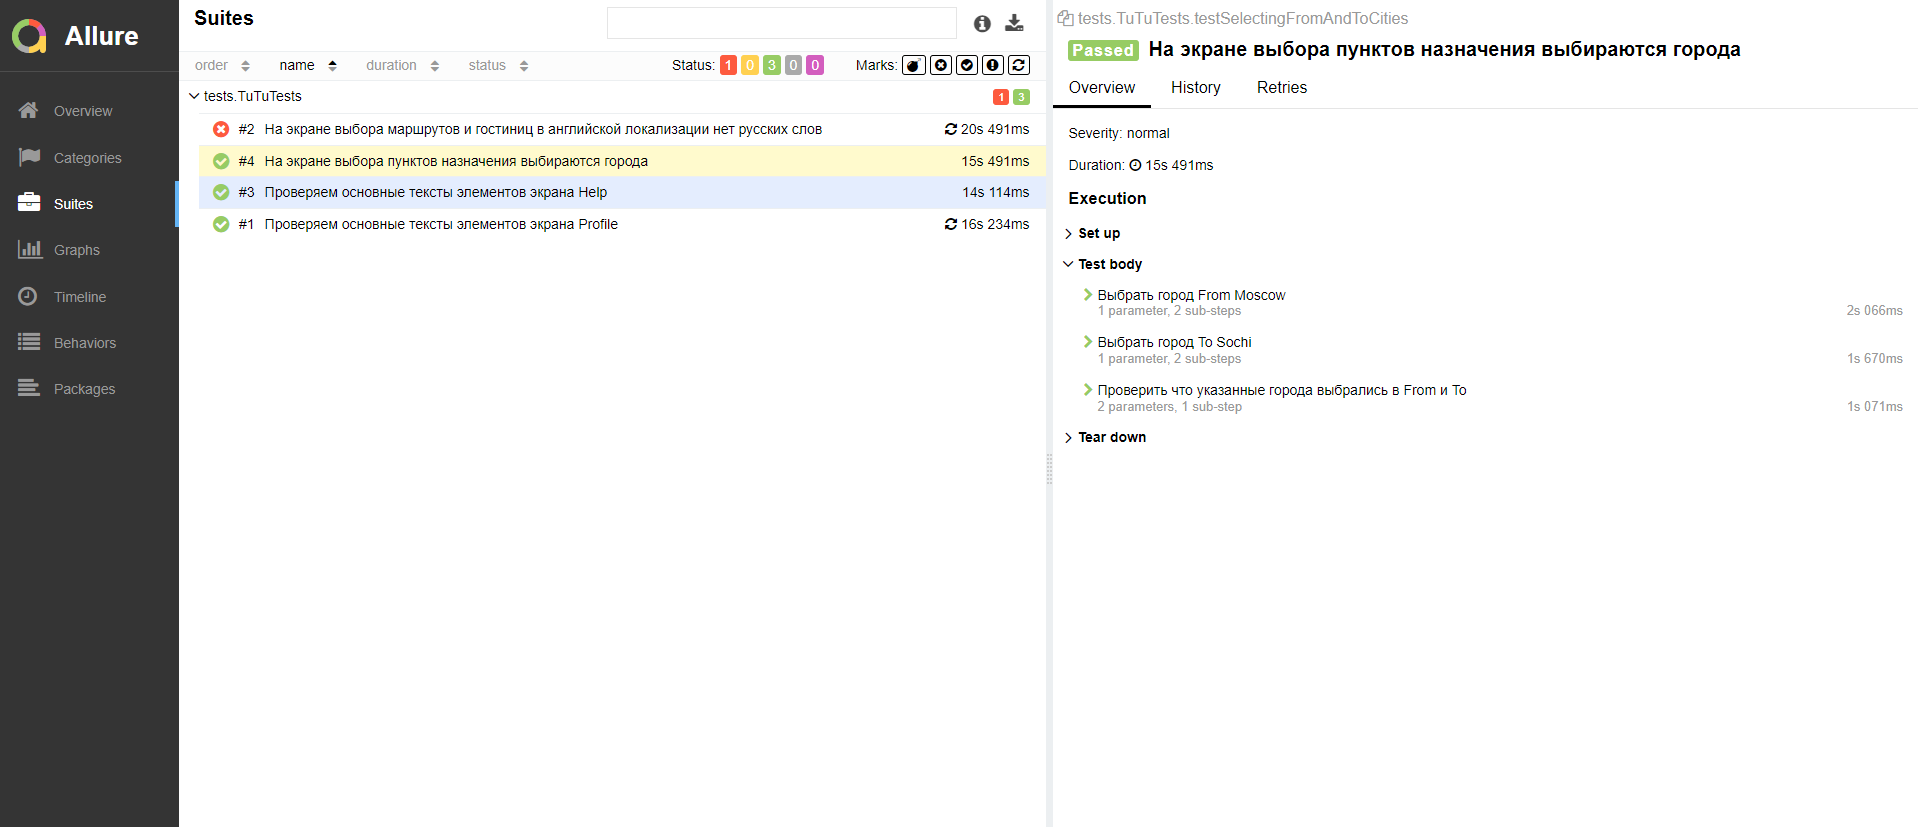 Allure
Overview
Categories
Suites
Graphs
Timeline
Behaviors
Packages
Suites
order name duration status Status: 1 0 3 0 0 Marks:
tests.TuTuTests 1 3
#2 На экране выбора маршрутов и гостиниц в английской локализации нет русских слов 20s 491ms
#4 На экране выбора пунктов назначения выбираются города 15s 491ms
#3 Проверяем основные тексты элементов экрана Help 14s 114ms
#1 Проверяем основные тексты элементов экрана Profile 16s 234ms
tests.TuTuTests.testSelectingFromAndToCities
Passed На экране выбора пунктов назначения выбираются города
Overview History Retries
Severity: normal
Duration: 15s 491ms
Execution
Set up
Test body
Выбрать город From Moscow
1 parameter, 2 sub-steps 2s 066ms
Выбрать город To Sochi
1 parameter, 2 sub-steps 1s 670ms
Проверить что указанные города выбрались в From и To
2 parameters, 1 sub-step 1s 071ms
Tear down